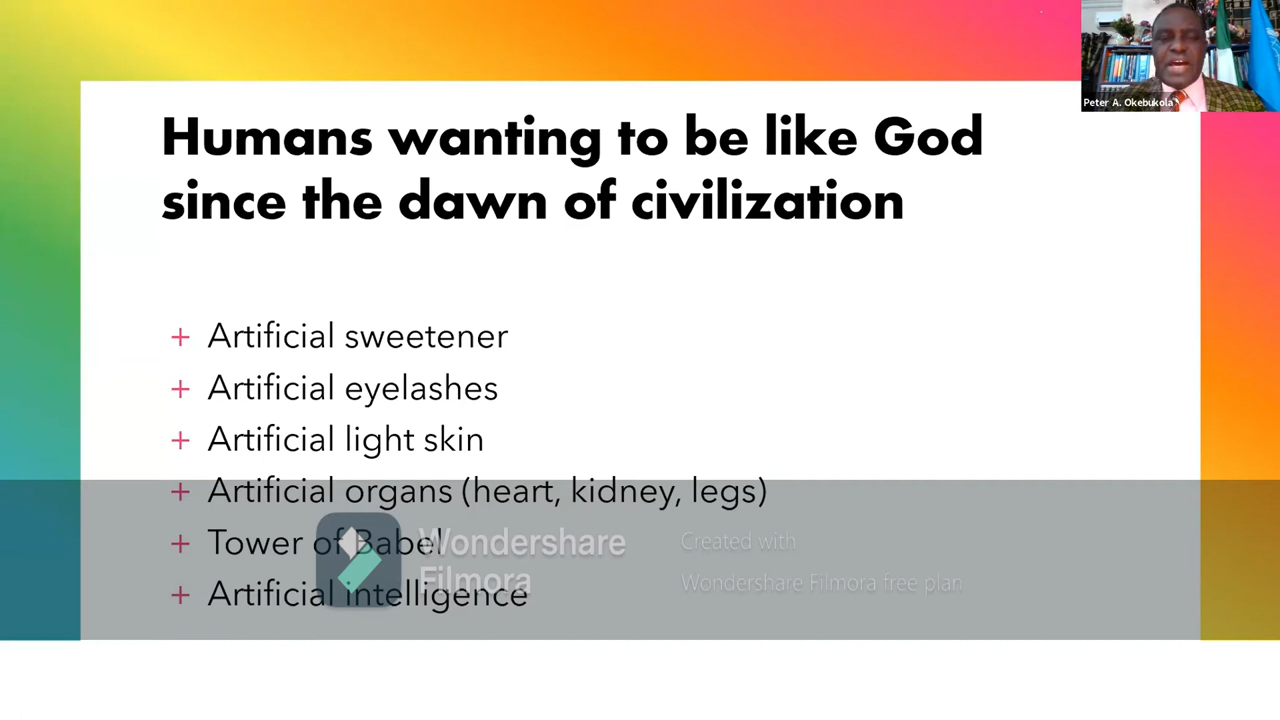 Peter A. Okebukola
Humans wanting to be like God
since the dawn of civilization
+ Artificial sweetener
+ Artificial eyelashes
+ Artificial light skin
+ Artificial organs (heart, kidney, legs)
+ Tower of Babel
+ Artificial intelligence
Wondershare
Filmora
Created with
Wondershare Filmora free plan